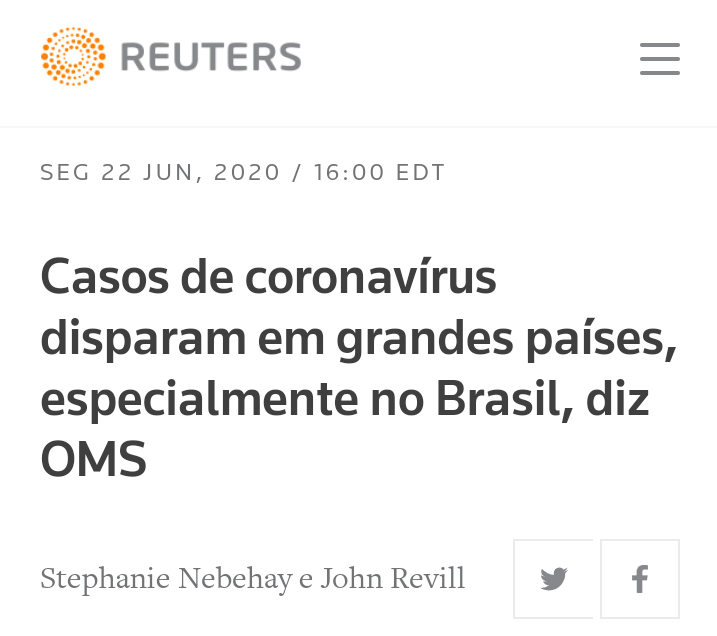 REUTERS
SEG 22 JUN, 2020 / 16:00 EDT
Casos de coronavírus
disparam em grandes países,
especialmente no Brasil, diz
OMS
Stephanie Nebehay e John Revill